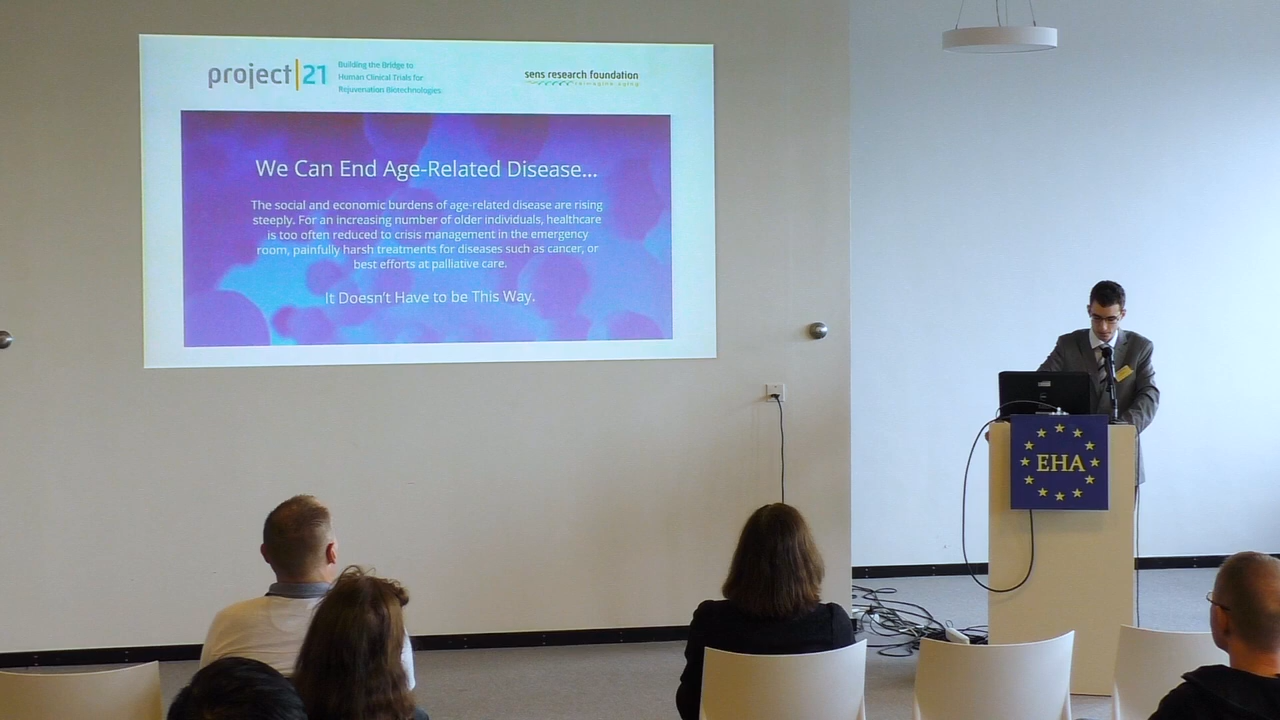 project|21
Building the Bridge to
Human Clinical Trials for
Rejuvenation Biotechnologies
sens research foundation
reimagine aging
We Can End Age-Related Disease...
The social and economic burdens of age-related disease are rising
steeply. For an increasing number of older individuals, healthcare
is too often reduced to crisis management in the emergency
room, painfully harsh treatments for diseases such as cancer, or
best efforts at palliative care.
It Doesn't Have to be This Way.
EHA